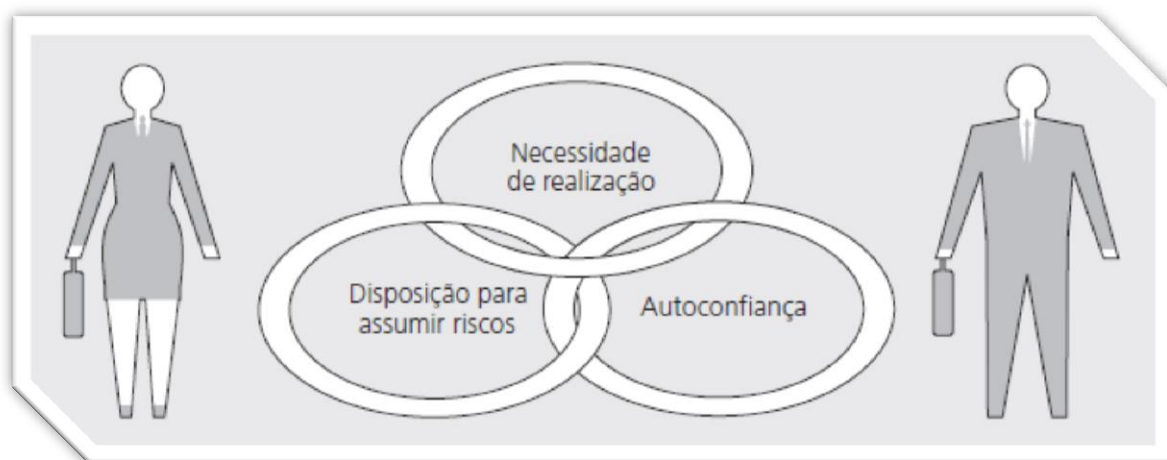 Necessidade
de realização
Disposição para
assumir riscos
Autoconfiança